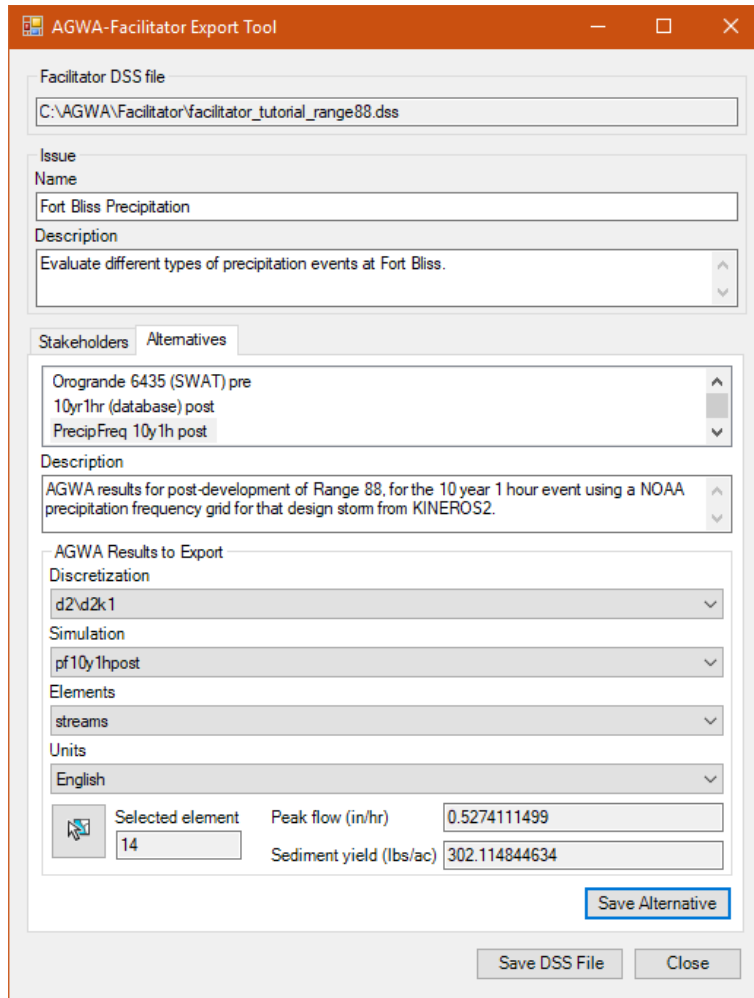 AGWA-Facilitator Export Tool
Facilitator DSS file
C:\AGWA\Facilitator\facilitator_tutorial_range88.dss
Issue
Name
Fort Bliss Precipitation
Description
Evaluate different types of precipitation events at Fort Bliss.
Stakeholders Alternatives
Orogrande 6435 (SWAT) pre
10yr1hr (database) post
PrecipFreq 10y1h post
Description
AGWA results for post-development of Range 88, for the 10 year 1 hour event using a NOAA
precipitation frequency grid for that design storm from KINEROS2.
AGWA Results to Export
Discretization
d2\d2k1
Simulation
pf10y1hpost
Elements
streams
Units
English
Selected element Peak flow (in/hr) 0.5274111499
14 Sediment yield (lbs/ac) 302.114844634
Save Alternative
Save DSS File Close